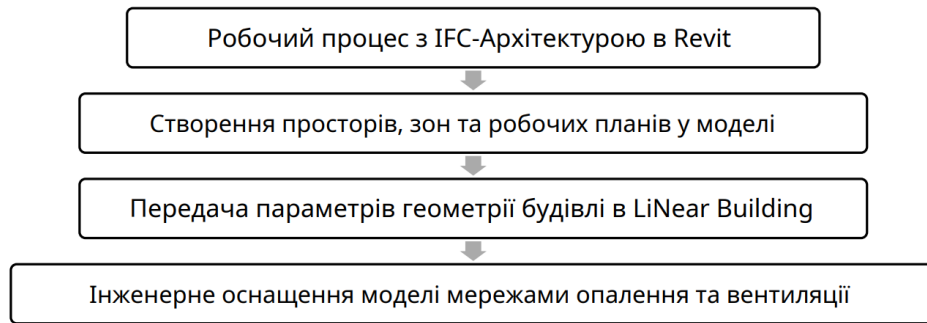 Робочий процес з IFC-Архітектурою в Revit
Створення просторів, зон та робочих планів у моделі
Передача параметрів геометрії будівлі в LiNear Building
Інженерне оснащення моделі мережами опалення та вентиляції